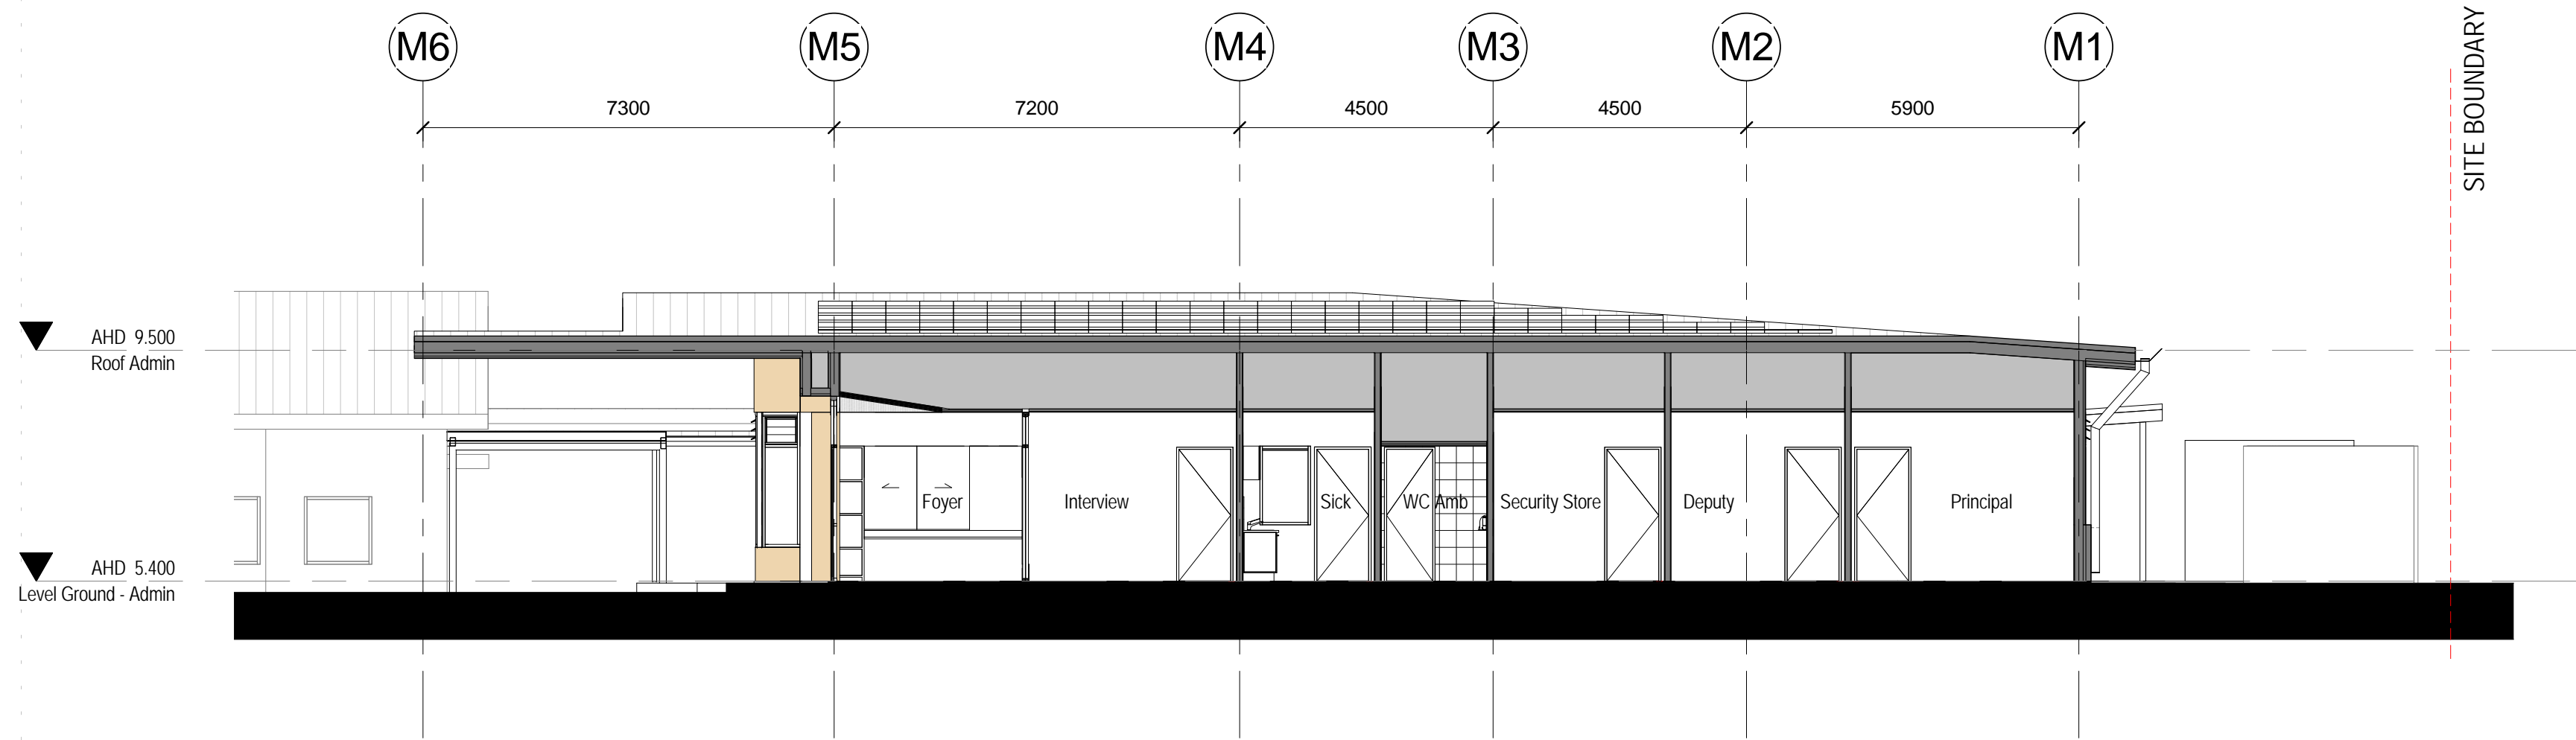 M6
M5
M4
M3
M2
M1
SITE BOUNDARY
7300
7200
4500
4500
5900
AHD 9.500
Roof Admin
Foyer
Interview
Sick
WC Amb
Security Store
Deputy
Principal
AHD 5.400
Level Ground - Admin